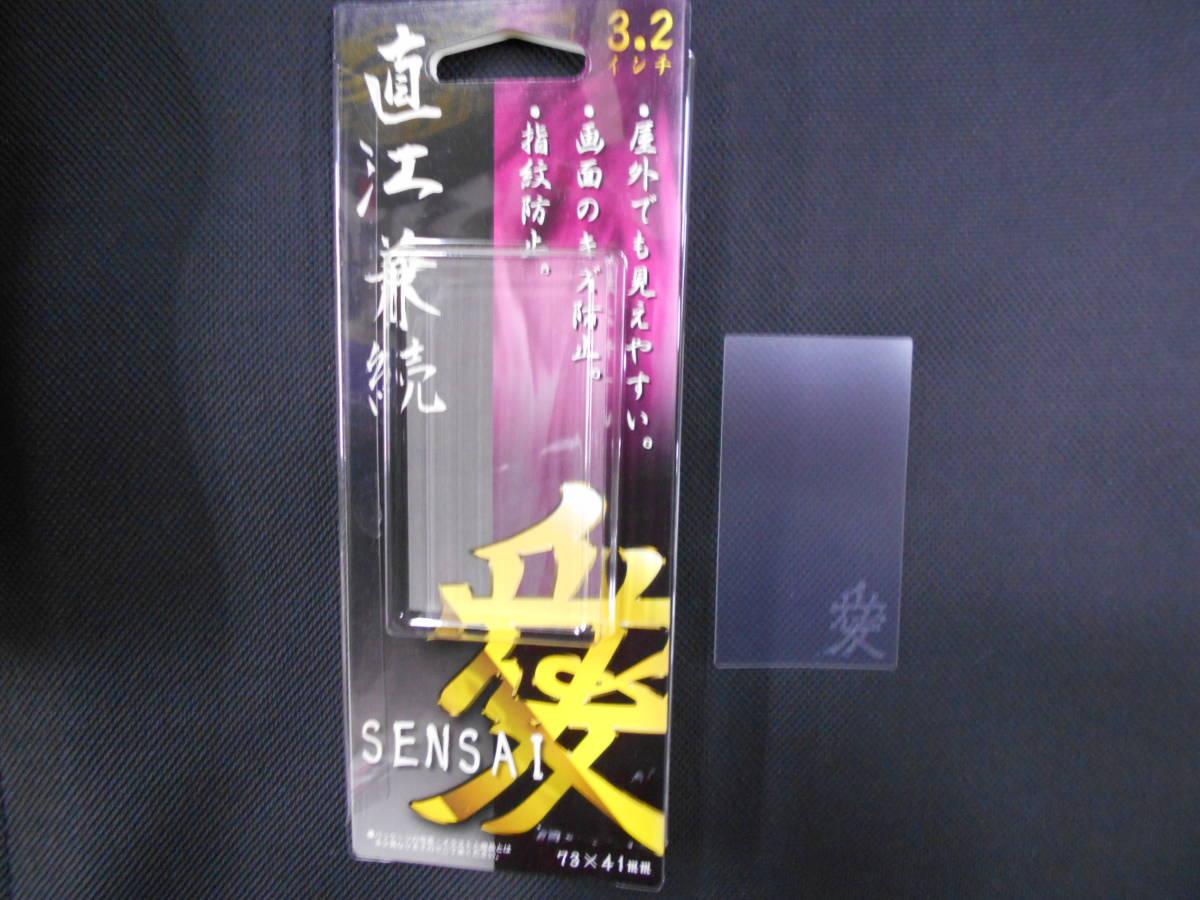 3.2
インチ
・屋外でも見えやすい。
・画面のキズ防止。
・指紋防止。
直江兼続
愛
SENSAI
73×41mm
愛